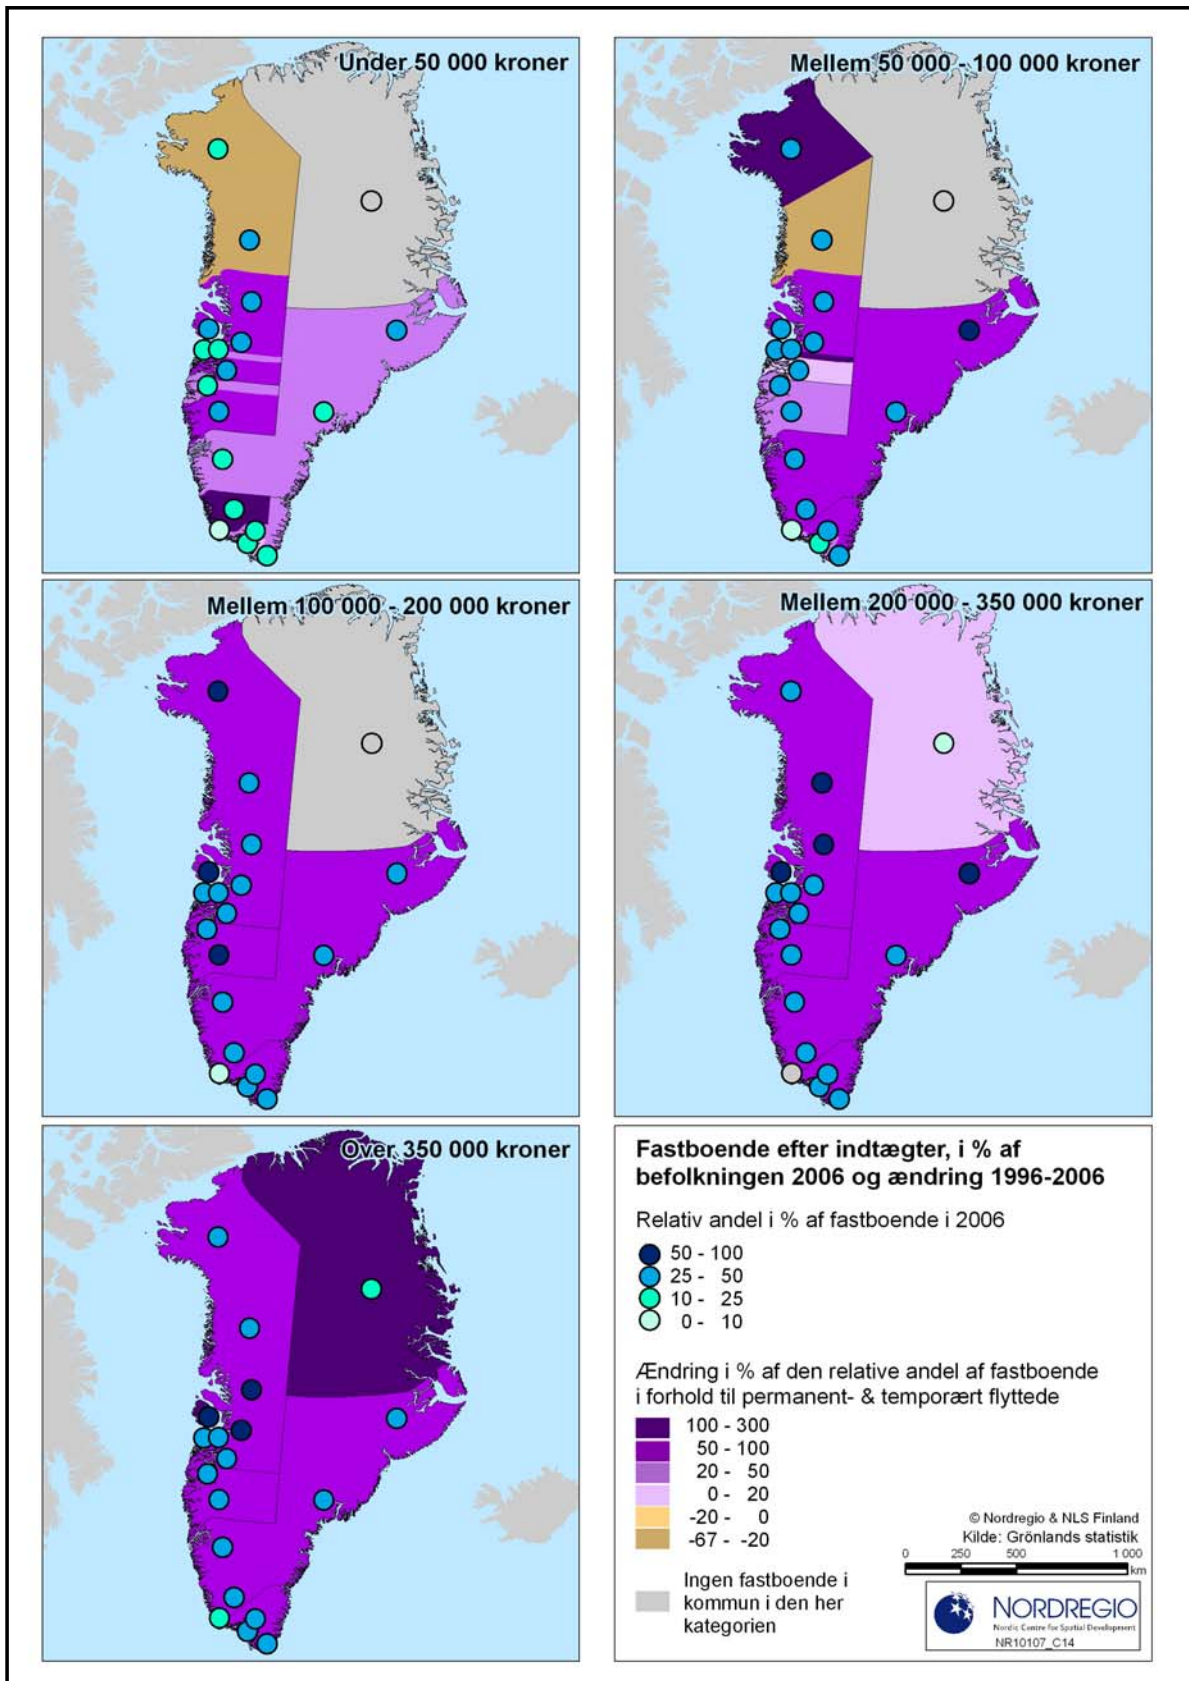 Under 50 000 kroner
Mellem 50 000 - 100 000 kroner
Mellem 100 000 - 200 000 kroner
Mellem 200 000 - 350 000 kroner
Over 350 000 kroner
Fastboende efter indtægter, i % af
befolkningen 2006 og ændring 1996-2006
Relativ andel i % af fastboende i 2006
50 - 100
25 - 50
10 - 25
0 - 10
Ændring i % af den relative andel af fastboende
i forhold til permanent- & temporært flyttede
100 - 300
50 - 100
20 - 50
0 - 20
-20 - 0
-67 - -20
Ingen fastboende i
kommun i den her
kategorien
© Nordregio & NLS Finland
Kilde: Grönlands statistik
0 250 500 1 000
km
NORDREGIO
Nordic Centre for Spatial Development
NR10107_C14